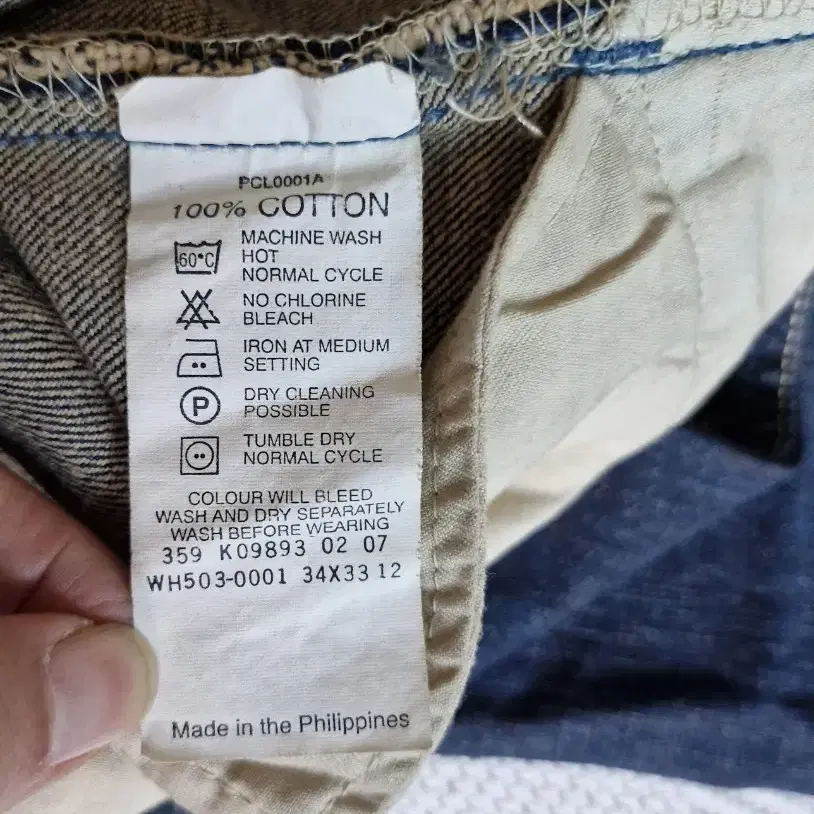 PCL0001A
100% COTTON
60°C
MACHINE WASH
HOT
NORMAL CYCLE
NO CHLORINE
BLEACH
IRON AT MEDIUM
SETTING
P
DRY CLEANING
POSSIBLE
TUMBLE DRY
NORMAL CYCLE
COLOUR WILL BLEED
WASH AND DRY SEPARATELY
WASH BEFORE WEARING
359 K09893 02 07
WH503-0001 34X33 12
Made in the Philippines